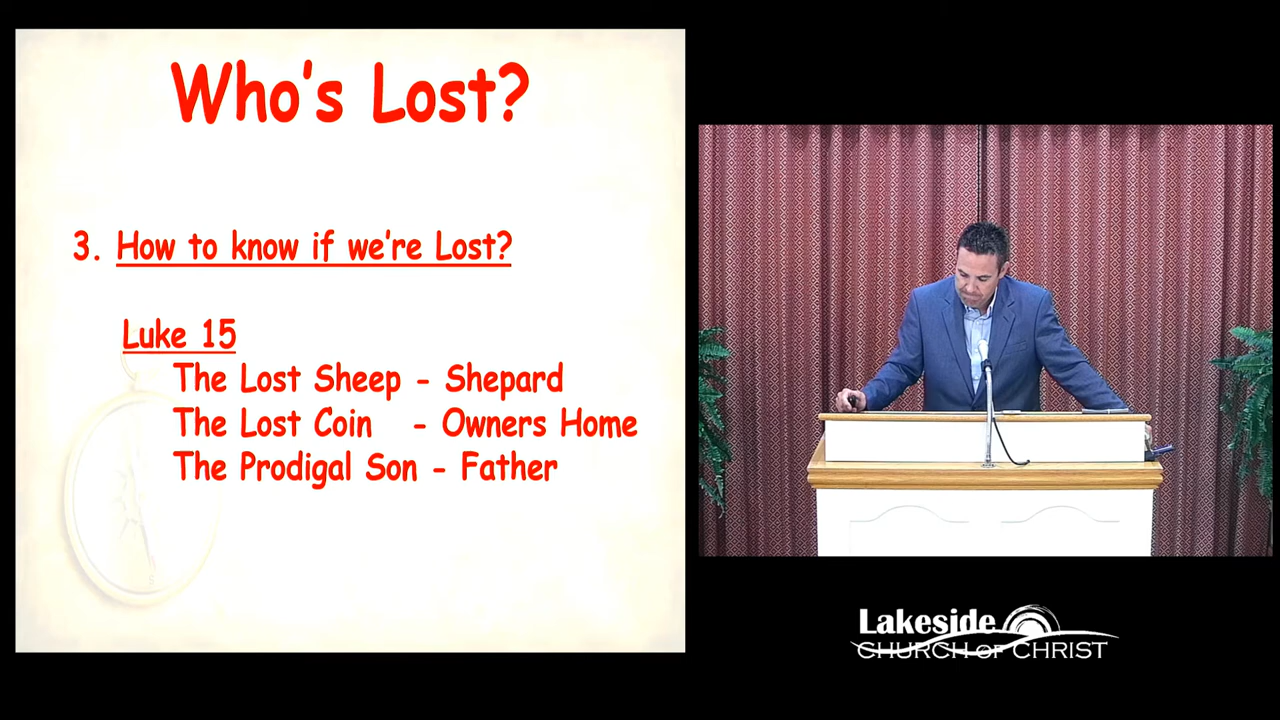 Who's Lost?
3. How to know if we're Lost?
Luke 15
The Lost Sheep - Shepard
The Lost Coin - Owners Home
The Prodigal Son - Father
Lakeside
CHURCH OF CHRIST